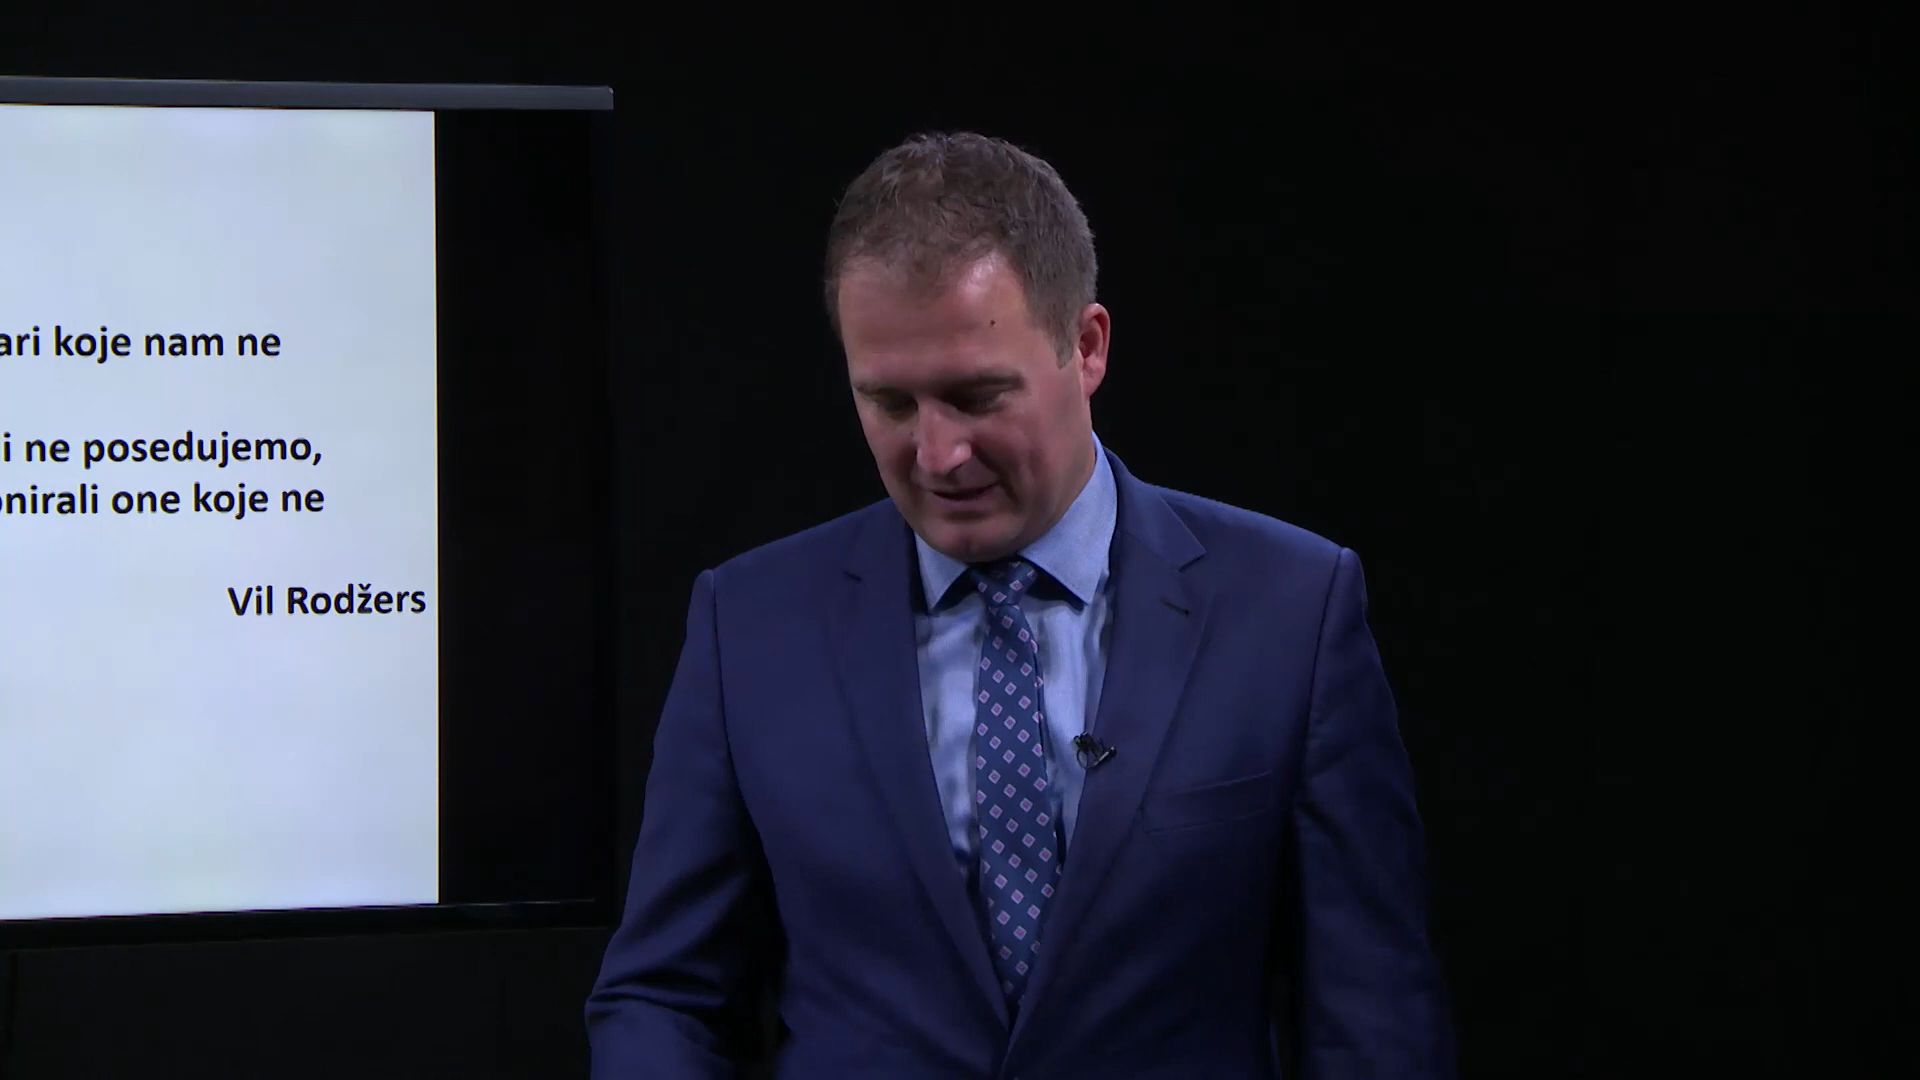 ari koje nam ne
i ne posedujemo,
onirali one koje ne
Vil Rodžers